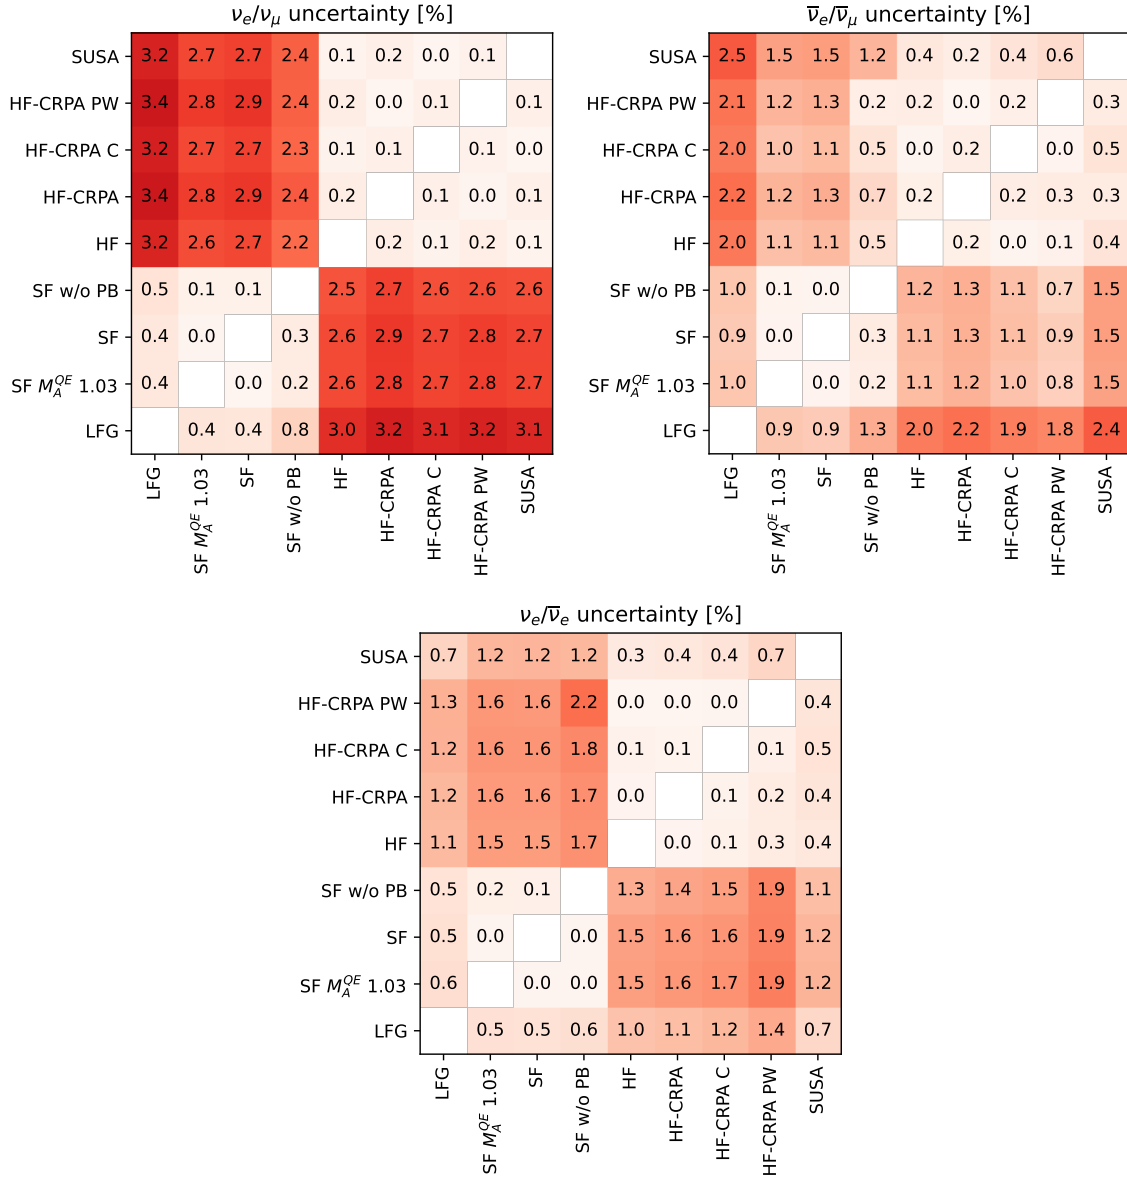 ν_e/ν_μ uncertainty [%]
SUSA 3.2 2.7 2.7 2.4 0.1 0.2 0.0 0.1
HF-CRPA PW 3.4 2.8 2.9 2.4 0.2 0.0 0.1 0.1
HF-CRPA C 3.2 2.7 2.7 2.3 0.1 0.1 0.1 0.0
HF-CRPA 3.4 2.8 2.9 2.4 0.2 0.1 0.0 0.1
HF 3.2 2.6 2.7 2.2 0.2 0.1 0.2 0.1
SF w/o PB 0.5 0.1 0.1 2.5 2.7 2.6 2.6 2.6
SF 0.4 0.0 0.3 2.6 2.9 2.7 2.8 2.7
SF M_A^{QE} 1.03 0.4 0.0 0.2 2.6 2.8 2.7 2.8 2.7
LFG 0.4 0.4 0.8 3.0 3.2 3.1 3.2 3.1
LFG
SF M_A^{QE} 1.03
SF
SF w/o PB
HF
HF-CRPA
HF-CRPA C
HF-CRPA PW
SUSA
ν̅_e/ν̅_μ uncertainty [%]
SUSA 2.5 1.5 1.5 1.2 0.4 0.2 0.4 0.6
HF-CRPA PW 2.1 1.2 1.3 0.2 0.2 0.0 0.2 0.3
HF-CRPA C 2.0 1.0 1.1 0.5 0.0 0.2 0.0 0.5
HF-CRPA 2.2 1.2 1.3 0.7 0.2 0.2 0.3 0.3
HF 2.0 1.1 1.1 0.5 0.2 0.0 0.1 0.4
SF w/o PB 1.0 0.1 0.0 1.2 1.3 1.1 0.7 1.5
SF 0.9 0.0 0.3 1.1 1.3 1.1 0.9 1.5
SF M_A^{QE} 1.03 1.0 0.0 0.2 1.1 1.2 1.0 0.8 1.5
LFG 0.9 0.9 1.3 2.0 2.2 1.9 1.8 2.4
LFG
SF M_A^{QE} 1.03
SF
SF w/o PB
HF
HF-CRPA
HF-CRPA C
HF-CRPA PW
SUSA
ν_e/ν̅_e uncertainty [%]
SUSA 0.7 1.2 1.2 1.2 0.3 0.4 0.4 0.7
HF-CRPA PW 1.3 1.6 1.6 2.2 0.0 0.0 0.0 0.4
HF-CRPA C 1.2 1.6 1.6 1.8 0.1 0.1 0.1 0.5
HF-CRPA 1.2 1.6 1.6 1.7 0.0 0.1 0.2 0.4
HF 1.1 1.5 1.5 1.7 0.0 0.1 0.3 0.4
SF w/o PB 0.5 0.2 0.1 1.3 1.4 1.5 1.9 1.1
SF 0.5 0.0 0.0 1.5 1.6 1.6 1.9 1.2
SF M_A^{QE} 1.03 0.6 0.0 0.0 1.5 1.6 1.7 1.9 1.2
LFG 0.5 0.5 0.6 1.0 1.1 1.2 1.4 0.7
LFG
SF M_A^{QE} 1.03
SF
SF w/o PB
HF
HF-CRPA
HF-CRPA C
HF-CRPA PW
SUSA